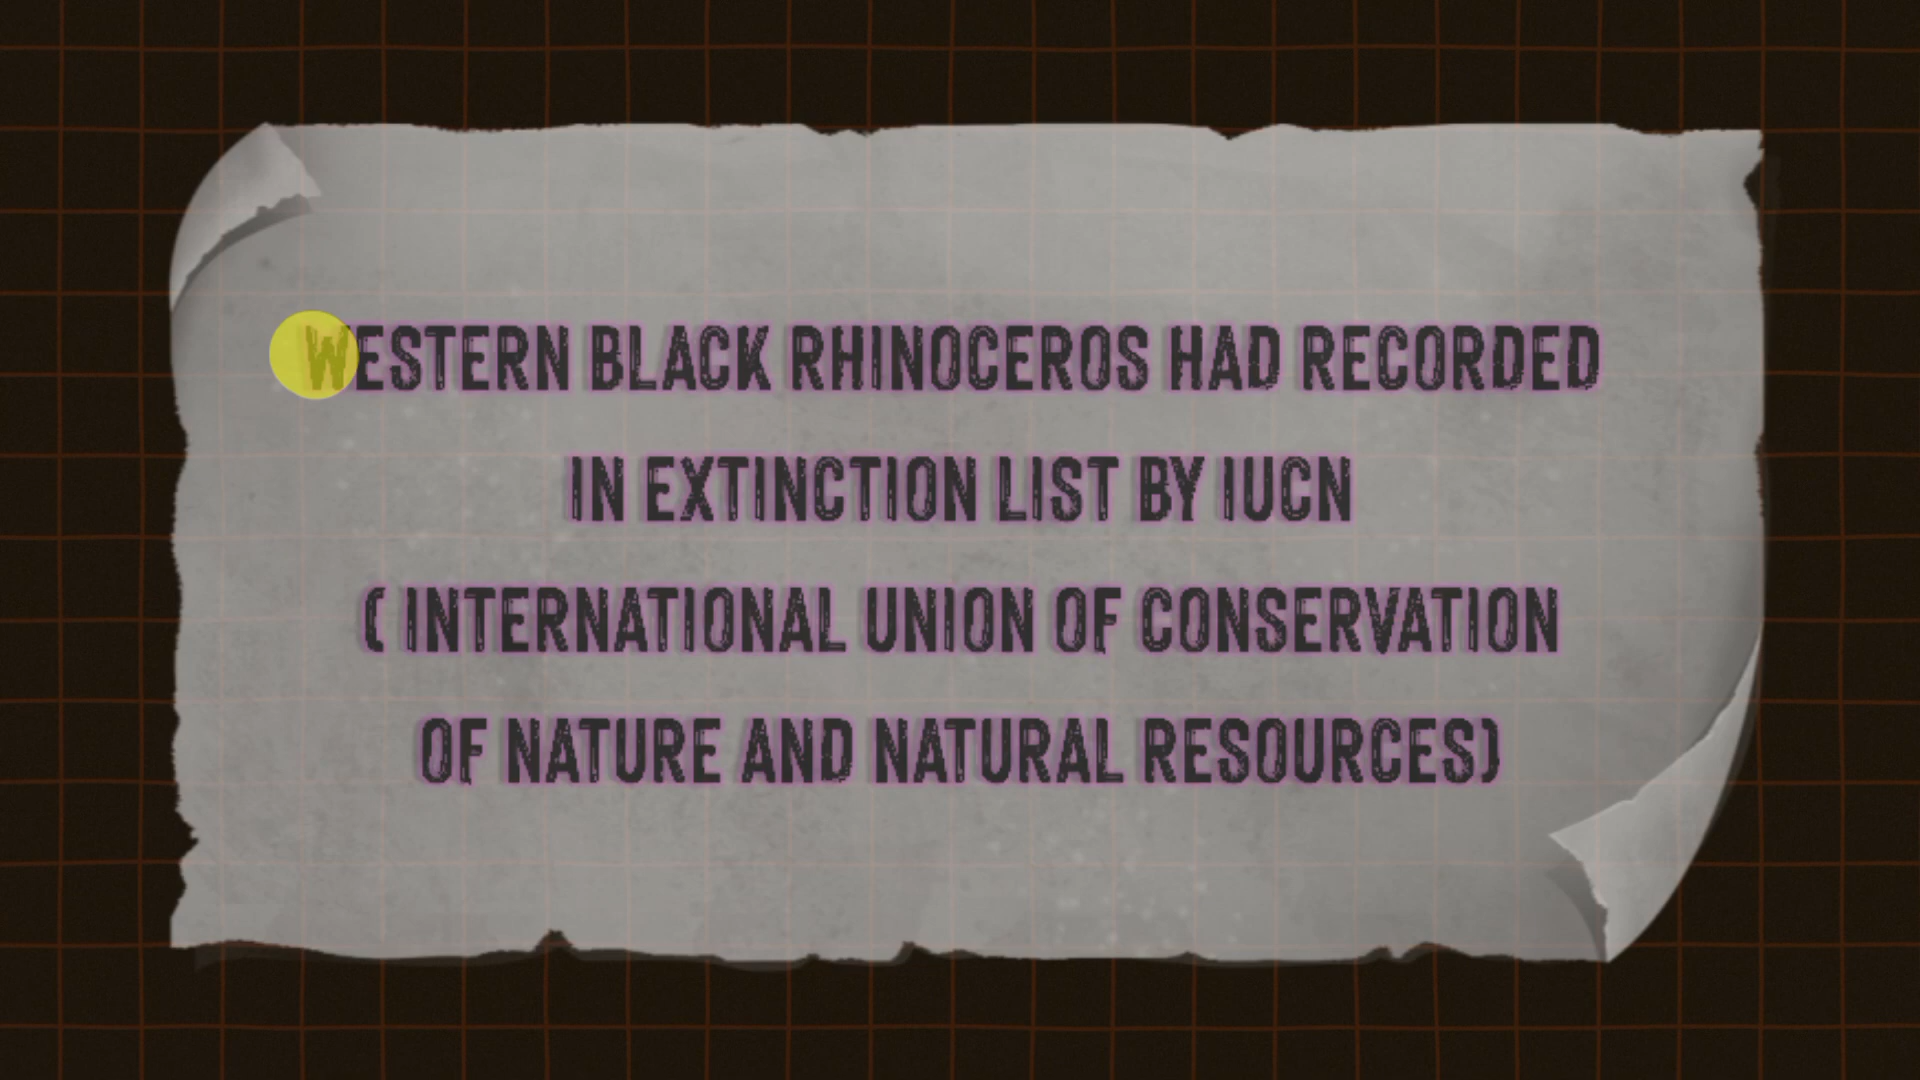 WESTERN BLACK RHINOCEROS HAD RECORDED
IN EXTINCTION LIST BY IUCN
( INTERNATIONAL UNION OF CONSERVATION
OF NATURE AND NATURAL RESOURCES)